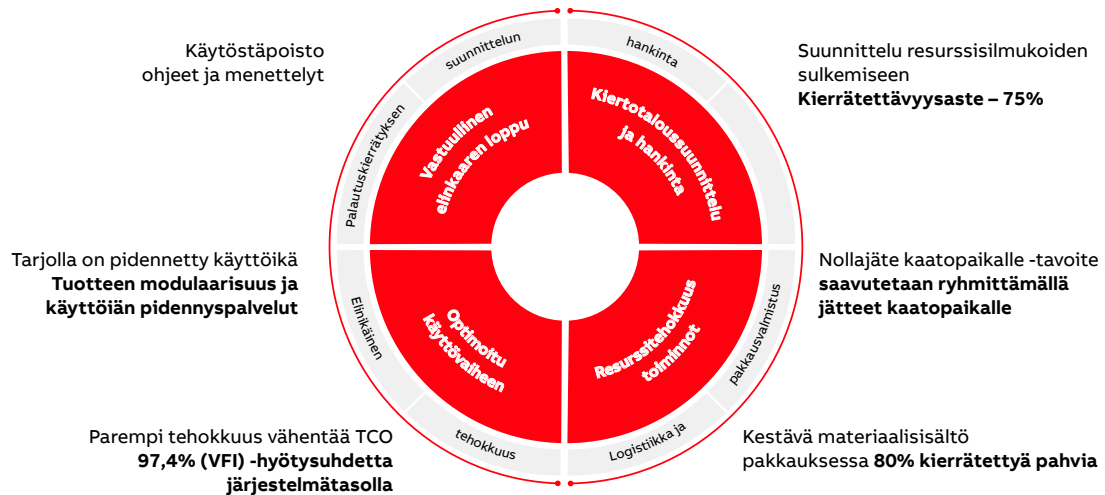 Käytöstäpoisto
ohjeet ja menettelyt
suunnittelun
hankinta
Suunnittelu resurssisilmukoiden
sulkemiseen
Kierrätettävyysaste – 75%
Palautuskierrätyksen
Vastuullinen
elinkaaren loppu
Kiertotaloussuunnittelu
ja hankinta
Tarjolla on pidennetty käyttöikä
Tuotteen modulaarisuus ja
käyttöiän pidennyspalvelut
Nollajäte kaatopaikalle -tavoite
saavutetaan ryhmittämällä
jätteet kaatopaikalle
Elinikäinen
Optimoitu
käyttövaiheen
Resurssitehokkuus
toiminnot
pakkausvalmistus
tehokkuus
Logistiikka ja
Parempi tehokkuus vähentää TCO
97,4% (VFI) -hyötysuhdetta
järjestelmätasolla
Kestävä materiaalisisältö
pakkauksessa 80% kierrätettyä pahvia